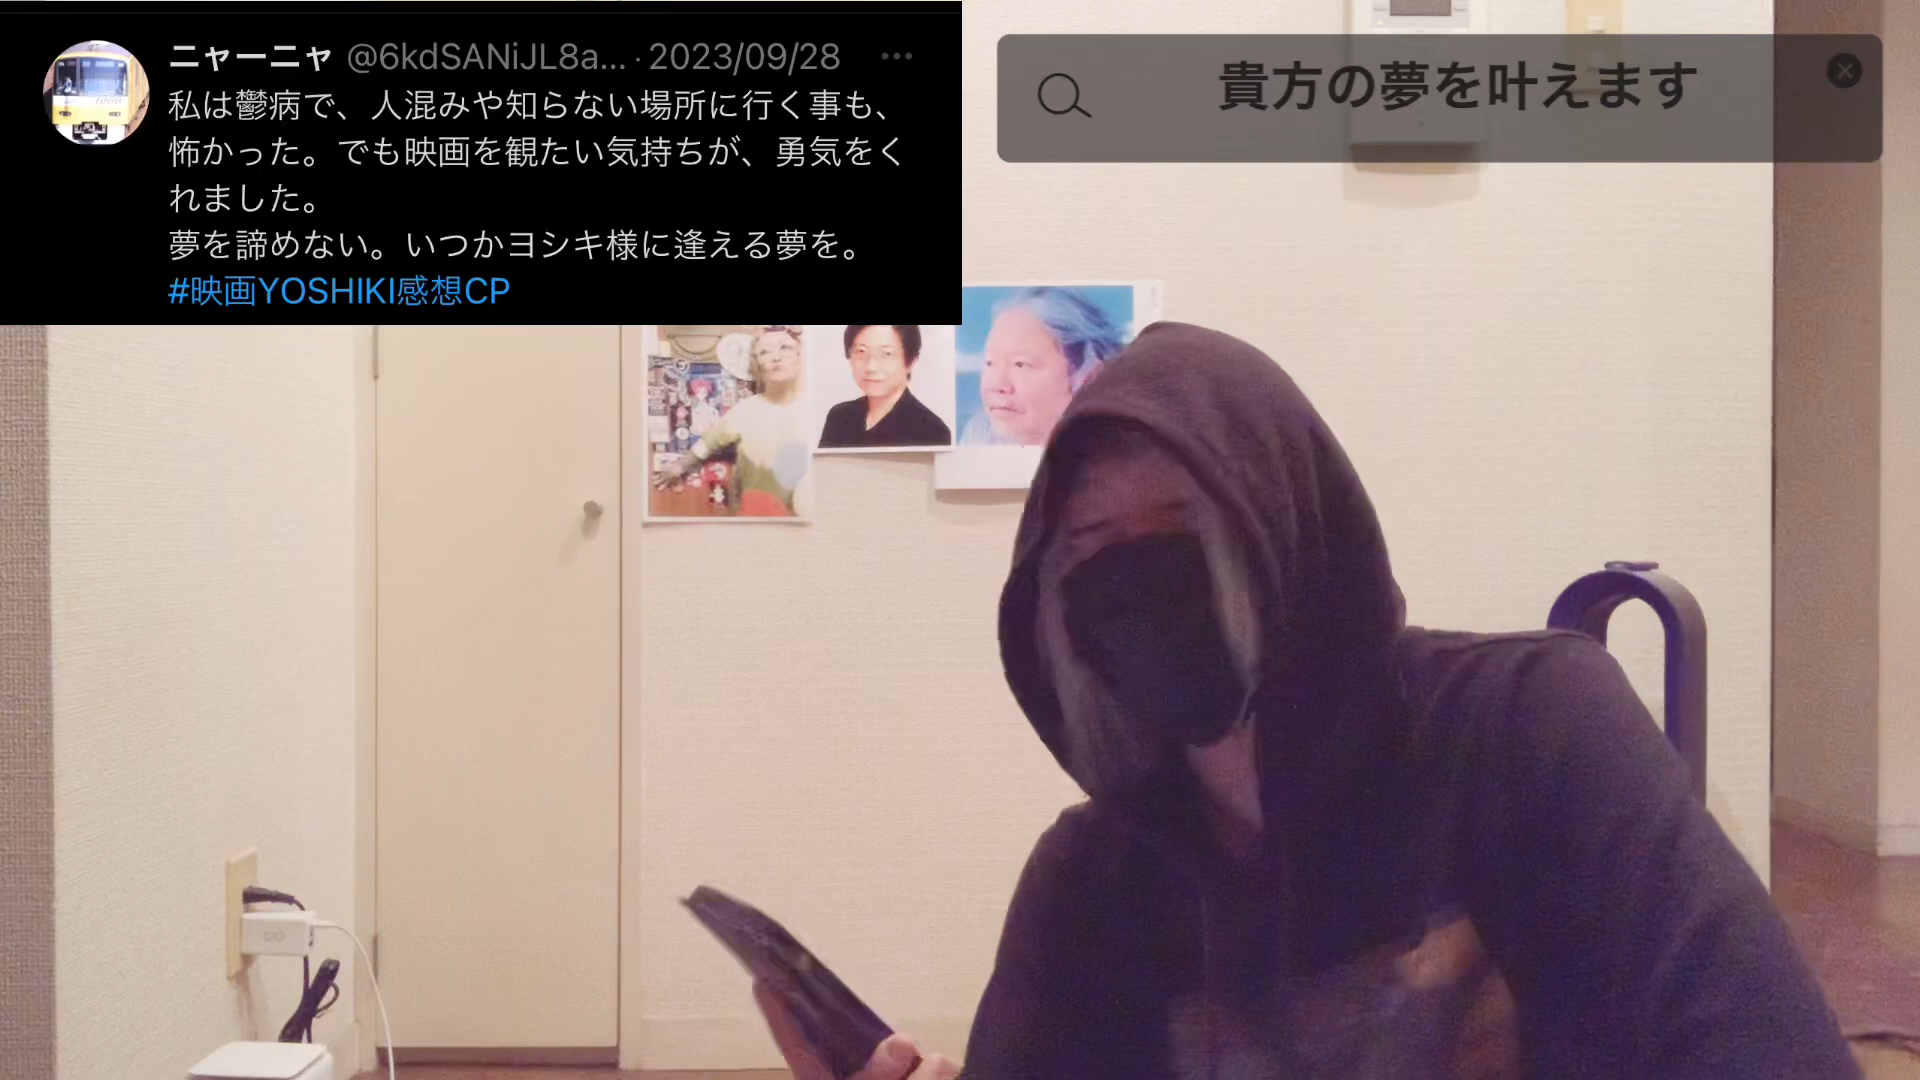 ニャーニャ @6kdSANiJL8a... · 2023/09/28
私は鬱病で、人混みや知らない場所に行く事も、
怖かった。でも映画を観たい気持ちが、勇気をく
れました。
夢を諦めない。いつかヨシキ様に逢える夢を。
#映画YOSHIKI感想CP
貴方の夢を叶えます